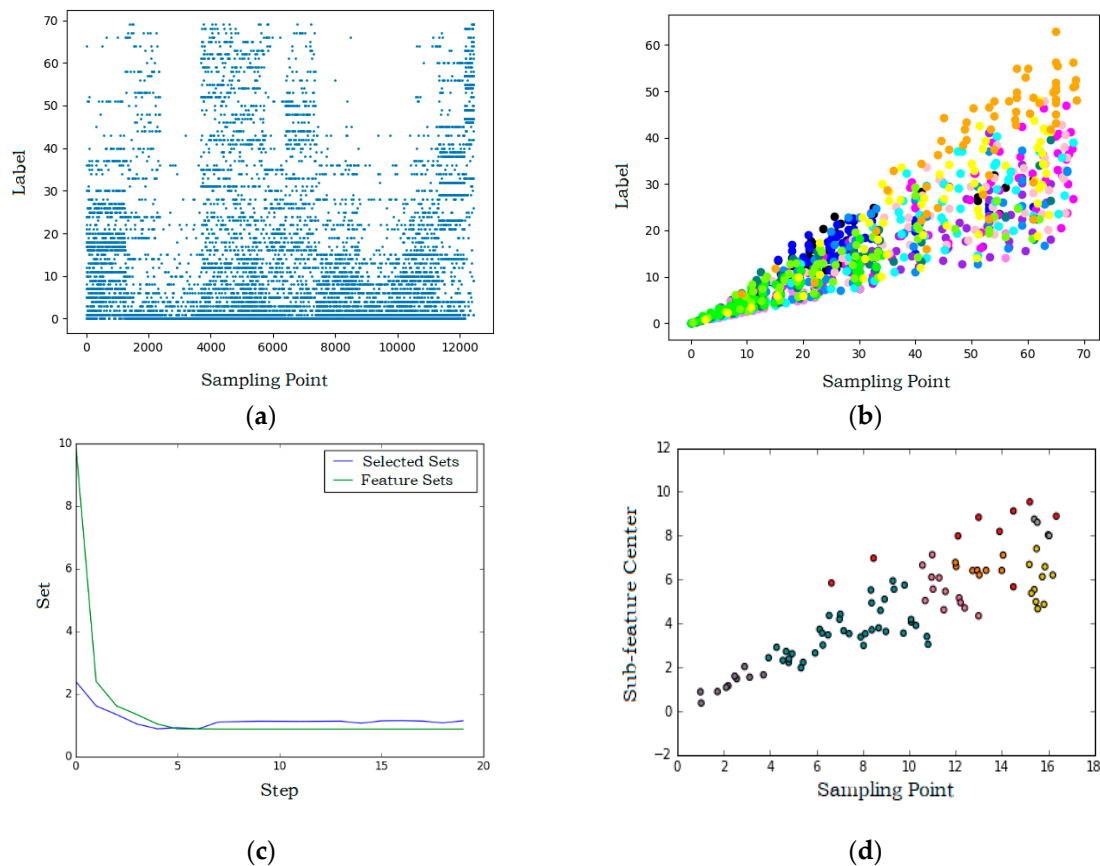 70
60
50
40
30
20
10
0
Label
0 2000 4000 6000 8000 10000 12000
Sampling Point
(a)
60
50
40
30
20
10
0
Label
0 10 20 30 40 50 60 70
Sampling Point
(b)
10
8
6
4
2
0
Set
Selected Sets
Feature Sets
0 5 10 15 20
Step
(c)
12
10
8
6
4
2
0
−2
Sub-feature Center
0 2 4 6 8 10 12 14 16 18
Sampling Point
(d)